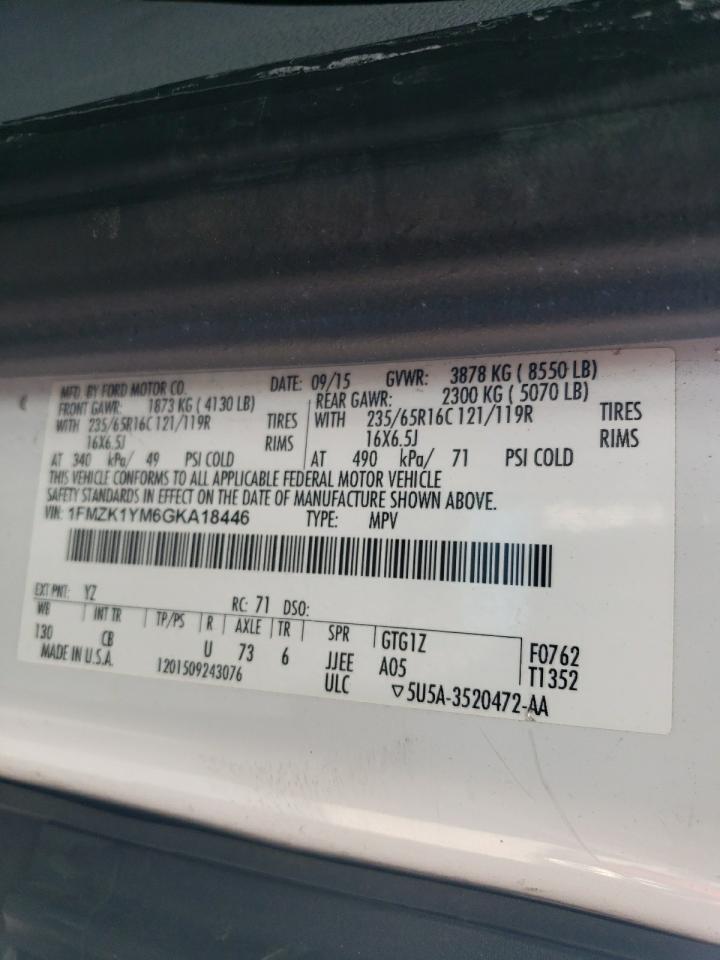 MFD. BY FORD MOTOR CO. DATE: 09/15 GVWR: 3878 KG ( 8550 LB)
FRONT GAWR: 1873 KG ( 4130 LB) REAR GAWR: 2300 KG ( 5070 LB)
WITH 235/65R16C 121/119R TIRES WITH 235/65R16C 121/119R TIRES
16X6.5J RIMS 16X6.5J RIMS
AT 340 kPa/ 49 PSI COLD AT 490 kPa/ 71 PSI COLD
THIS VEHICLE CONFORMS TO ALL APPLICABLE FEDERAL MOTOR VEHICLE
SAFETY STANDARDS IN EFFECT ON THE DATE OF MANUFACTURE SHOWN ABOVE.
VIN: 1FMZK1YM6GKA18446 TYPE: MPV
EXT PNT: YZ RC: 71 DSO:
WB INT TR TP/PS R AXLE TR SPR GTG1Z F0762
130 CB U 73 6 JJEE A05 T1352
MADE IN U.S.A. 1201509243076 ULC ▽5U5A-3520472-AA